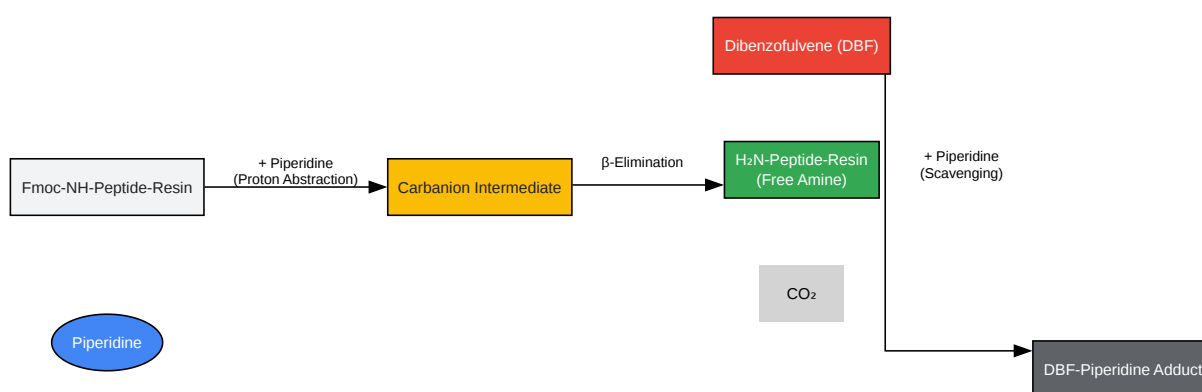 Dibenzofulvene (DBF)
Fmoc-NH-Peptide-Resin
+ Piperidine
(Proton Abstraction)
Carbanion Intermediate
β-Elimination
H₂N-Peptide-Resin
(Free Amine)
+ Piperidine
(Scavenging)
CO₂
Piperidine
DBF-Piperidine Adduct